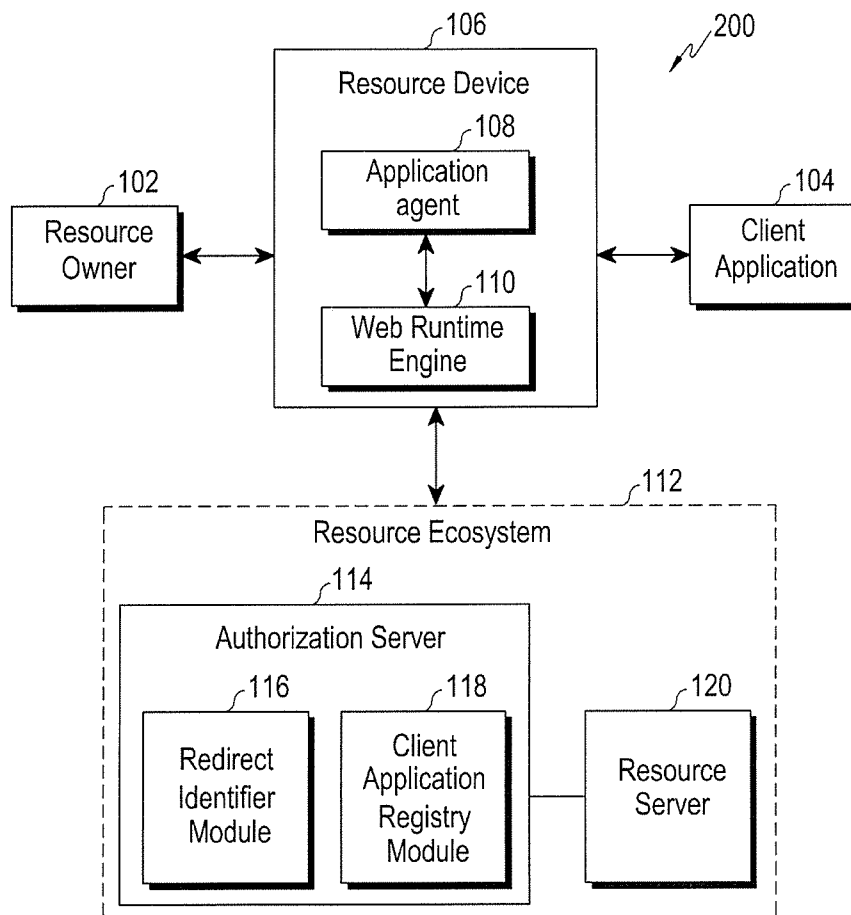 106
200
Resource Device
108
Application
agent
102
Resource
Owner
104
Client
Application
110
Web Runtime
Engine
112
Resource Ecosystem
114
Authorization Server
116
Redirect
Identifier
Module
118
Client
Application
Registry
Module
120
Resource
Server